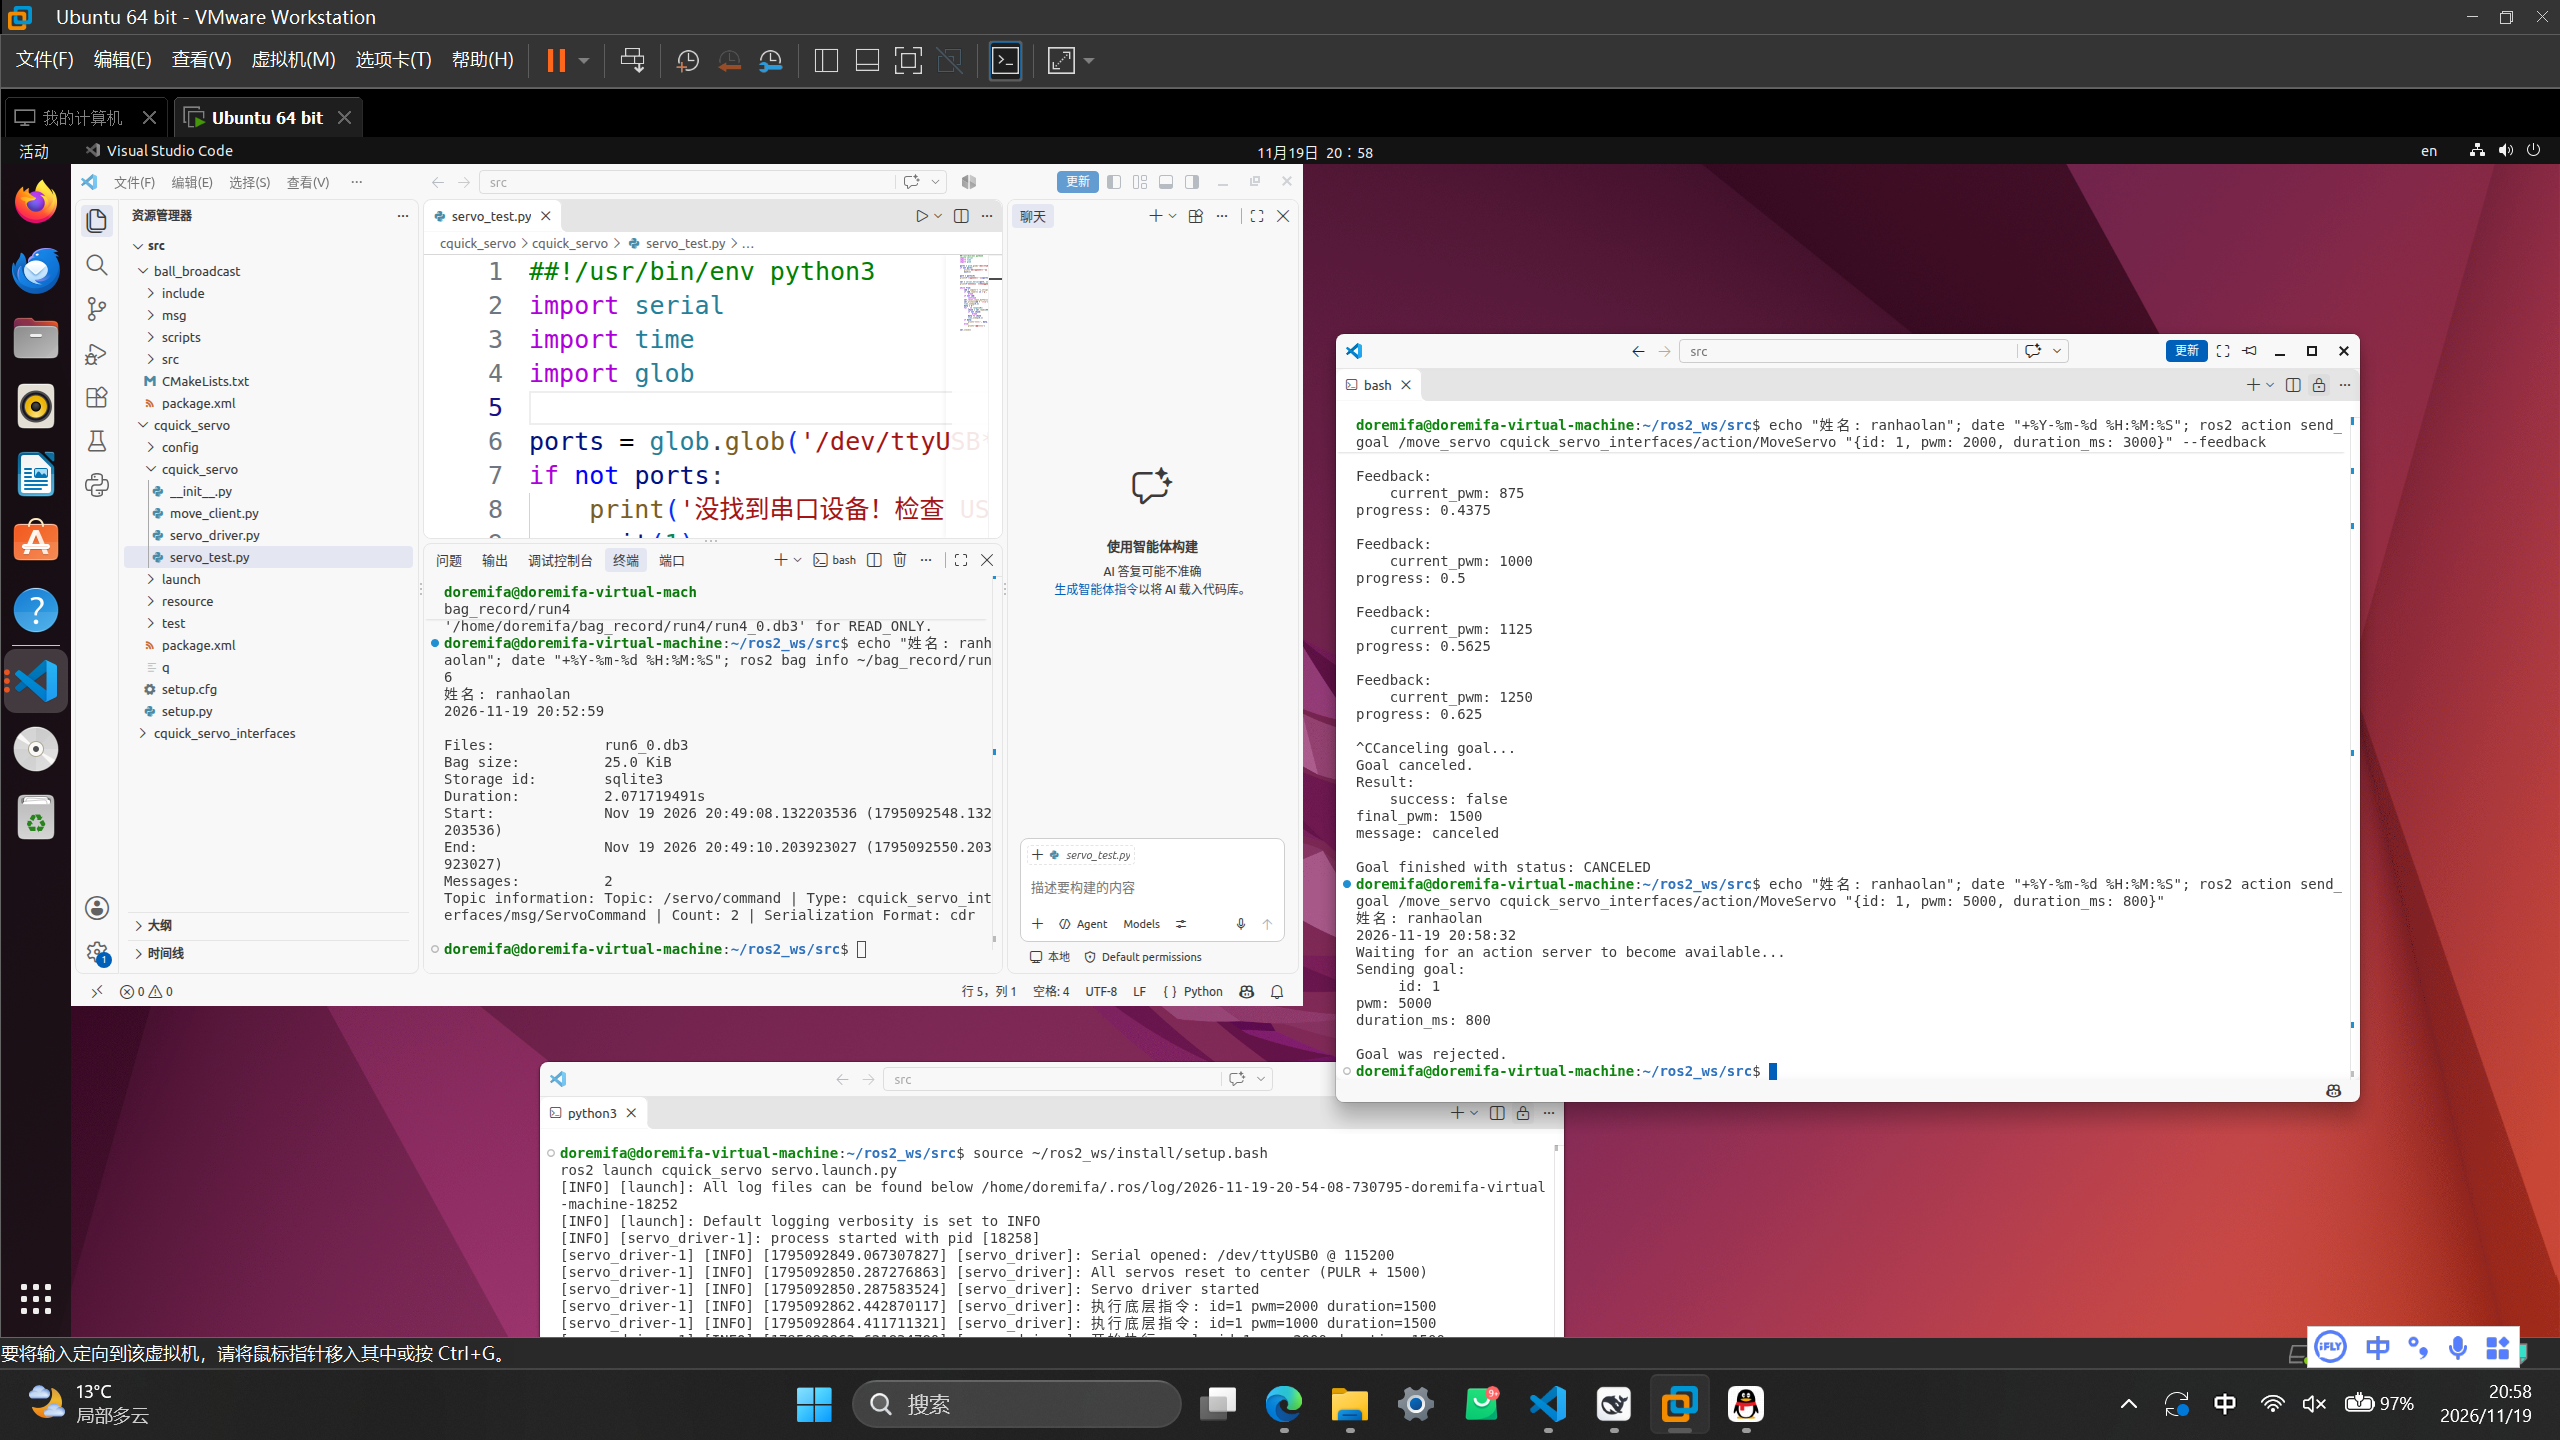 Ubuntu 64 bit - VMware Workstation
文件(F) 编辑(E) 查看(V) 虚拟机(M) 选项卡(T) 帮助(H)
我的计算机 Ubuntu 64 bit
活动 Visual Studio Code 11月19日 20：58 en
文件(F) 编辑(E) 选择(S) 查看(V) ··· src 更新
资源管理器
src
ball_broadcast
include
msg
scripts
src
CMakeLists.txt
package.xml
cquick_servo
config
cquick_servo
__init__.py
move_client.py
servo_driver.py
servo_test.py
launch
resource
test
package.xml
q
setup.cfg
setup.py
cquick_servo_interfaces
大纲
时间线
servo_test.py
cquick_servo > cquick_servo > servo_test.py > ...
1 ##!/usr/bin/env python3
2 import serial
3 import time
4 import glob
5
6 ports = glob.glob('/dev/ttyUSB*
7 if not ports:
8 print('没找到串口设备！检查 US
问题 输出 调试控制台 终端 端口 bash
doremifa@doremifa-virtual-mach
bag_record/run4
'/home/doremifa/bag_record/run4/run4_0.db3' for READ_ONLY.
doremifa@doremifa-virtual-machine:~/ros2_ws/src$ echo "姓名: ranh
aolan"; date "+%Y-%m-%d %H:%M:%S"; ros2 bag info ~/bag_record/run
6
姓名: ranhaolan
2026-11-19 20:52:59
Files: run6_0.db3
Bag size: 25.0 KiB
Storage id: sqlite3
Duration: 2.071719491s
Start: Nov 19 2026 20:49:08.132203536 (1795092548.132
203536)
End: Nov 19 2026 20:49:10.203923027 (1795092550.203
923027)
Messages: 2
Topic information: Topic: /servo/command | Type: cquick_servo_int
erfaces/msg/ServoCommand | Count: 2 | Serialization Format: cdr
doremifa@doremifa-virtual-machine:~/ros2_ws/src$
聊天
使用智能体构建
AI 答复可能不准确
生成智能体指令以将 AI 载入代码库。
servo_test.py
描述要构建的内容
Agent Models
本地 Default permissions
1
0 0 行 5，列 1 空格: 4 UTF-8 LF { } Python
src 更新
bash
doremifa@doremifa-virtual-machine:~/ros2_ws/src$ echo "姓名: ranhaolan"; date "+%Y-%m-%d %H:%M:%S"; ros2 action send_
goal /move_servo cquick_servo_interfaces/action/MoveServo "{id: 1, pwm: 2000, duration_ms: 3000}" --feedback
Feedback:
current_pwm: 875
progress: 0.4375
Feedback:
current_pwm: 1000
progress: 0.5
Feedback:
current_pwm: 1125
progress: 0.5625
Feedback:
current_pwm: 1250
progress: 0.625
^CCanceling goal...
Goal canceled.
Result:
success: false
final_pwm: 1500
message: canceled
Goal finished with status: CANCELED
doremifa@doremifa-virtual-machine:~/ros2_ws/src$ echo "姓名: ranhaolan"; date "+%Y-%m-%d %H:%M:%S"; ros2 action send_
goal /move_servo cquick_servo_interfaces/action/MoveServo "{id: 1, pwm: 5000, duration_ms: 800}"
姓名: ranhaolan
2026-11-19 20:58:32
Waiting for an action server to become available...
Sending goal:
id: 1
pwm: 5000
duration_ms: 800
Goal was rejected.
doremifa@doremifa-virtual-machine:~/ros2_ws/src$
src
python3
doremifa@doremifa-virtual-machine:~/ros2_ws/src$ source ~/ros2_ws/install/setup.bash
ros2 launch cquick_servo servo.launch.py
[INFO] [launch]: All log files can be found below /home/doremifa/.ros/log/2026-11-19-20-54-08-730795-doremifa-virtual
-machine-18252
[INFO] [launch]: Default logging verbosity is set to INFO
[INFO] [servo_driver-1]: process started with pid [18258]
[servo_driver-1] [INFO] [1795092849.067307827] [servo_driver]: Serial opened: /dev/ttyUSB0 @ 115200
[servo_driver-1] [INFO] [1795092850.287276863] [servo_driver]: All servos reset to center (PULR + 1500)
[servo_driver-1] [INFO] [1795092850.287583524] [servo_driver]: Servo driver started
[servo_driver-1] [INFO] [1795092862.442870117] [servo_driver]: 执行底层指令: id=1 pwm=2000 duration=1500
[servo_driver-1] [INFO] [1795092864.411711321] [servo_driver]: 执行底层指令: id=1 pwm=1000 duration=1500
要将输入定向到该虚拟机，请将鼠标指针移入其中或按 Ctrl+G。
iFLY 中
13°C
局部多云
搜索
9+
中 97%
20:58
2026/11/19